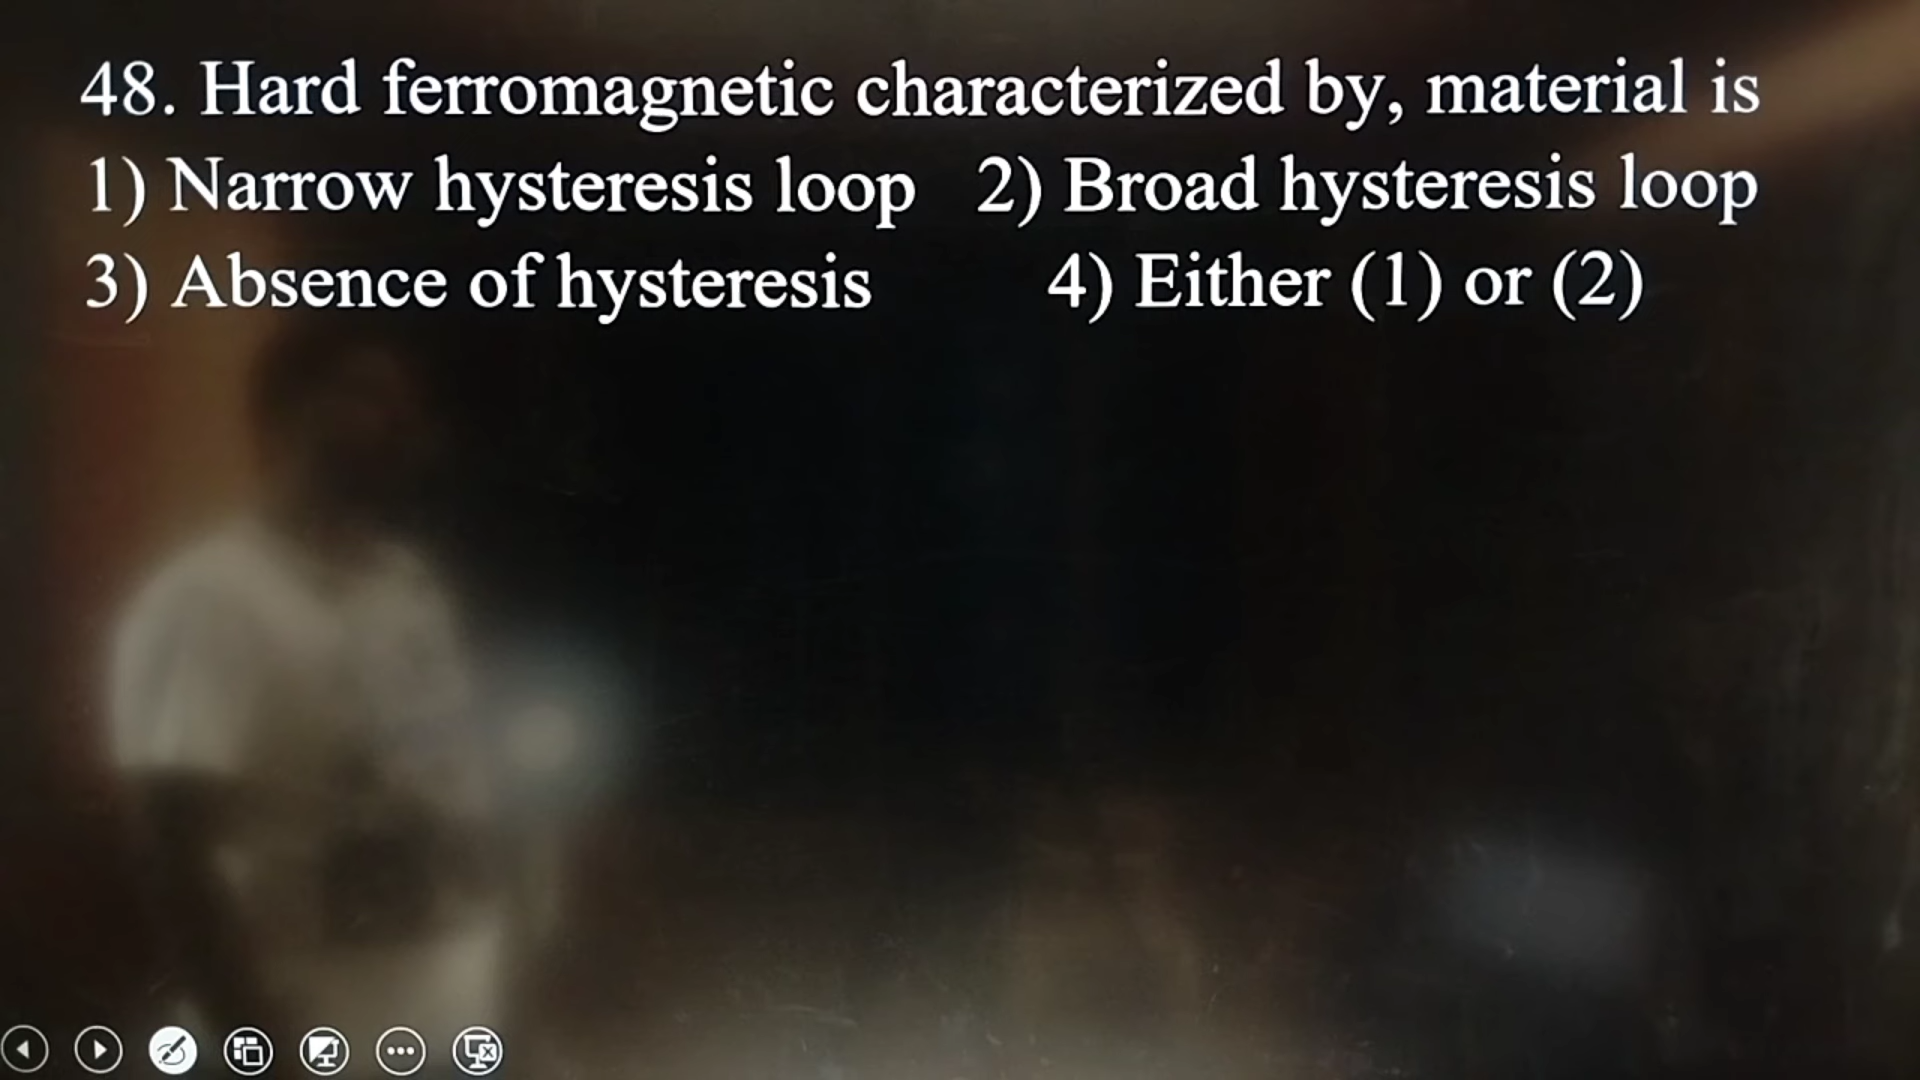 48. Hard ferromagnetic characterized by, material is
1) Narrow hysteresis loop 2) Broad hysteresis loop
3) Absence of hysteresis 4) Either (1) or (2)